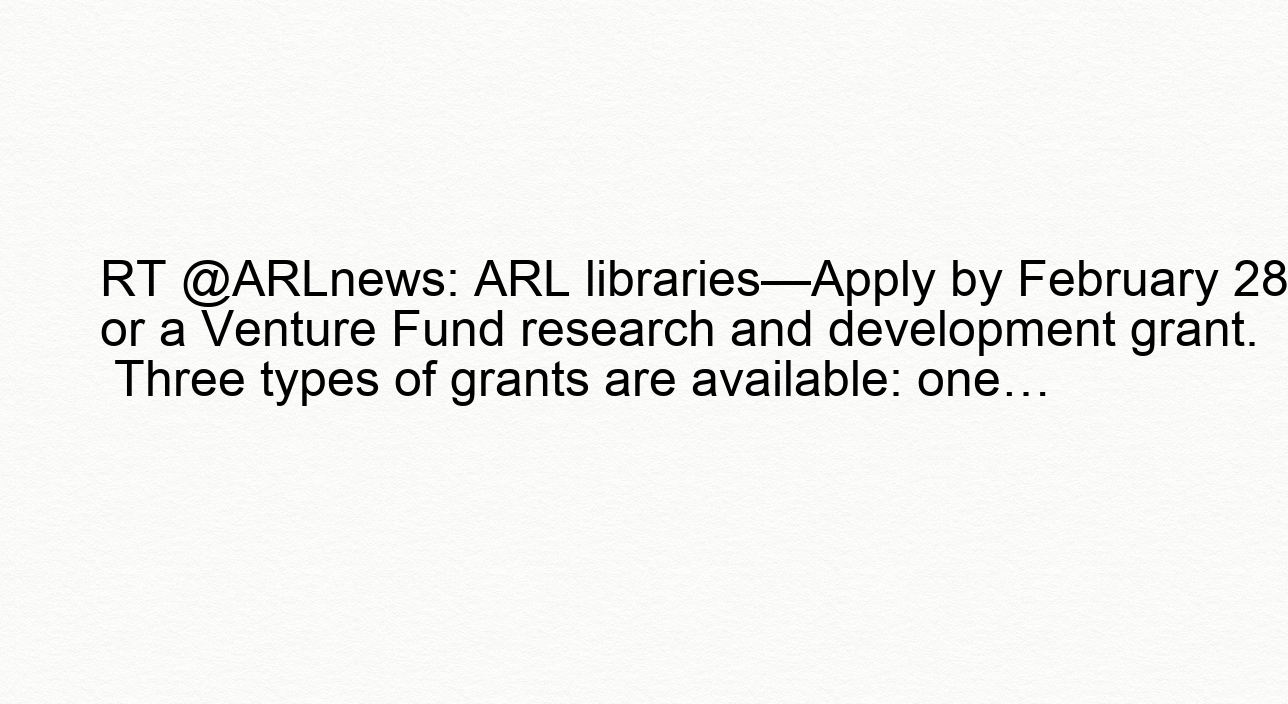 RT @ARLnews: ARL libraries—Apply by February 28
or a Venture Fund research and development grant.
Three types of grants are available: one…